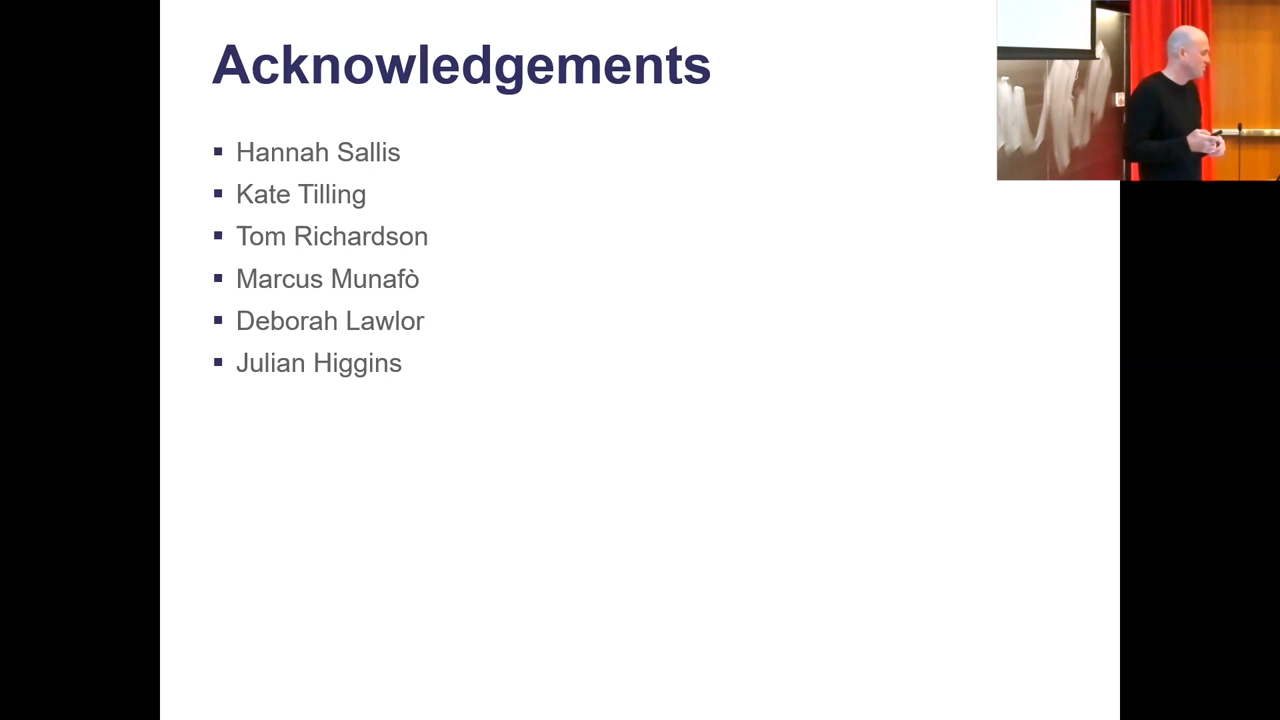 Acknowledgements
Hannah Sallis
Kate Tilling
Tom Richardson
Marcus Munafò
Deborah Lawlor
Julian Higgins